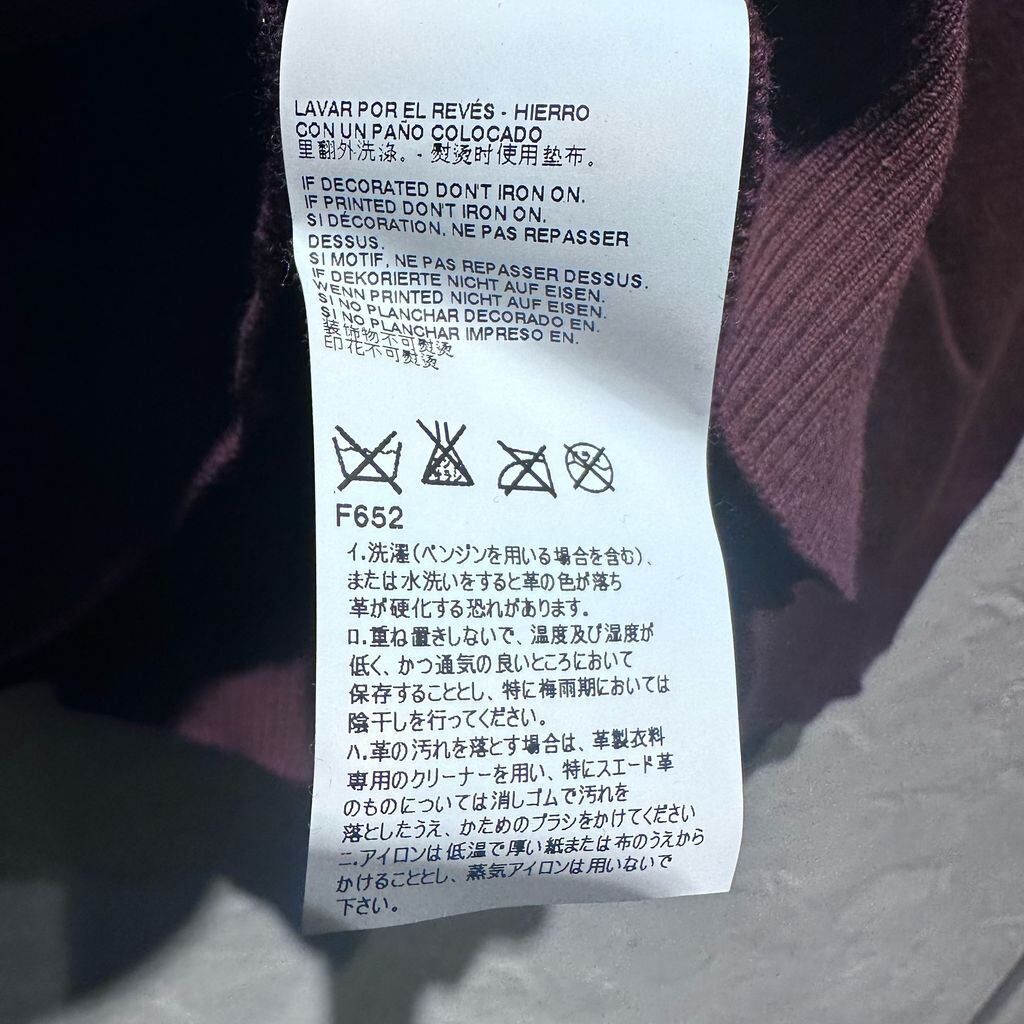 LAVAR POR EL REVÉS - HIERRO
CON UN PAÑO COLOCADO
里翻外洗涤。- 熨烫时使用垫布。
IF DECORATED DON'T IRON ON.
IF PRINTED DON'T IRON ON.
SI DÉCORATION, NE PAS REPASSER
DESSUS.
SI MOTIF, NE PAS REPASSER DESSUS.
IF DEKORIERTE NICHT AUF EISEN.
WENN PRINTED NICHT AUF EISEN.
SI NO PLANCHAR DECORADO EN.
SI NO PLANCHAR IMPRESO EN.
装饰物不可熨烫
印花不可熨烫
F652
イ.洗濯(ベンジンを用いる場合を含む)、
または水洗いをすると革の色が落ち
革が硬化する恐れがあります。
ロ.重ね置きしないで、温度及び湿度が
低く、かつ通気の良いところにおいて
保存することとし、特に梅雨期においては
陰干しを行ってください。
ハ.革の汚れを落とす場合は、革製衣料
専用のクリーナーを用い、特にスエード革
のものについては消しゴムで汚れを
落としたうえ、かためのブラシをかけてください
ニ.アイロンは低温で厚い紙または布のうえから
かけることとし、蒸気アイロンは用いないで
下さい。